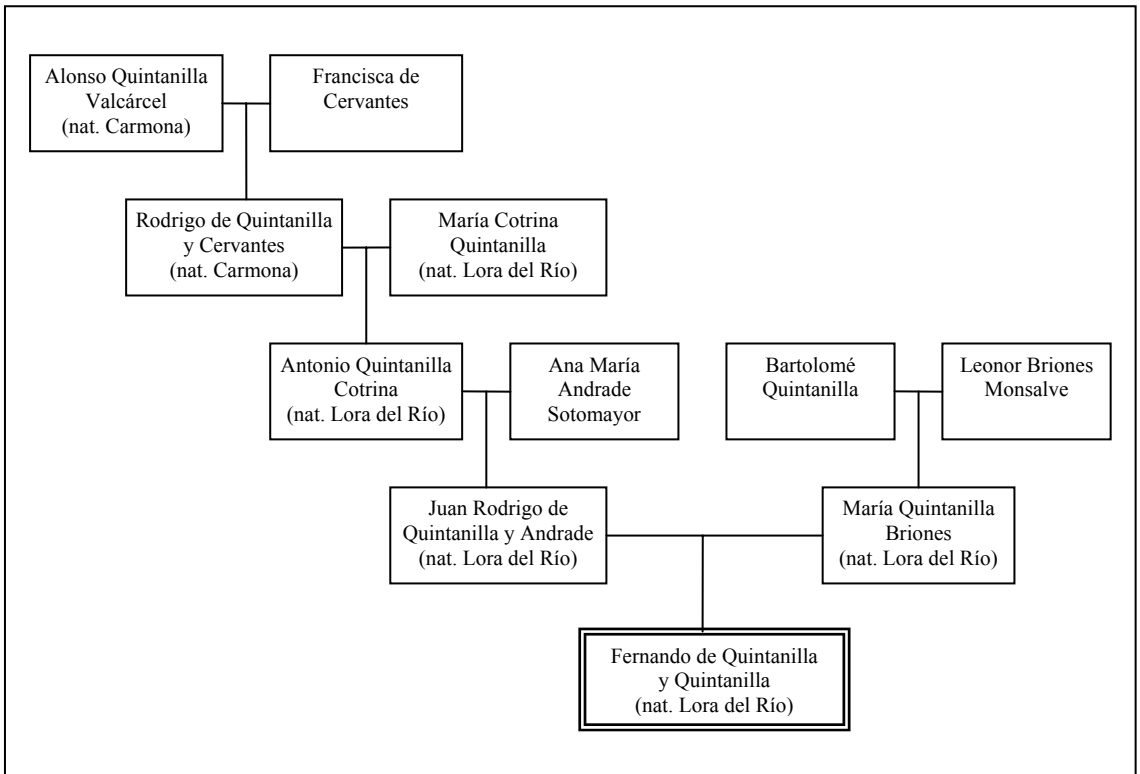 Alonso Quintanilla
Valcárcel
(nat. Carmona)
Francisca de
Cervantes
Rodrigo de Quintanilla
y Cervantes
(nat. Carmona)
María Cotrina
Quintanilla
(nat. Lora del Río)
Antonio Quintanilla
Cotrina
(nat. Lora del Río)
Ana María
Andrade
Sotomayor
Bartolomé
Quintanilla
Leonor Briones
Monsalve
Juan Rodrigo de
Quintanilla y Andrade
(nat. Lora del Río)
María Quintanilla
Briones
(nat. Lora del Río)
Fernando de Quintanilla
y Quintanilla
(nat. Lora del Río)